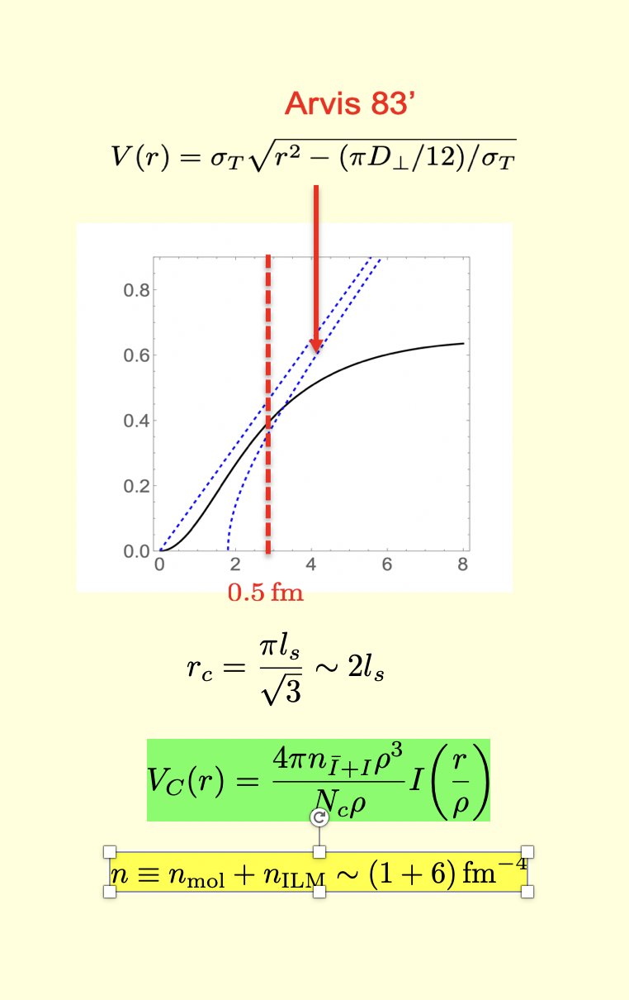 Arvis 83’
V(r) = σ_T√(r² − (πD_⊥/12)/σ_T)
0.8
0.6
0.4
0.2
0.0
0 2 4 6 8
0.5 fm
r_c = πl_s/√3 ∼ 2l_s
V_C(r) = (4πn_{Ī+I}ρ³/N_cρ) I(r/ρ)
n ≡ n_mol + n_ILM ∼ (1 + 6) fm⁻⁴